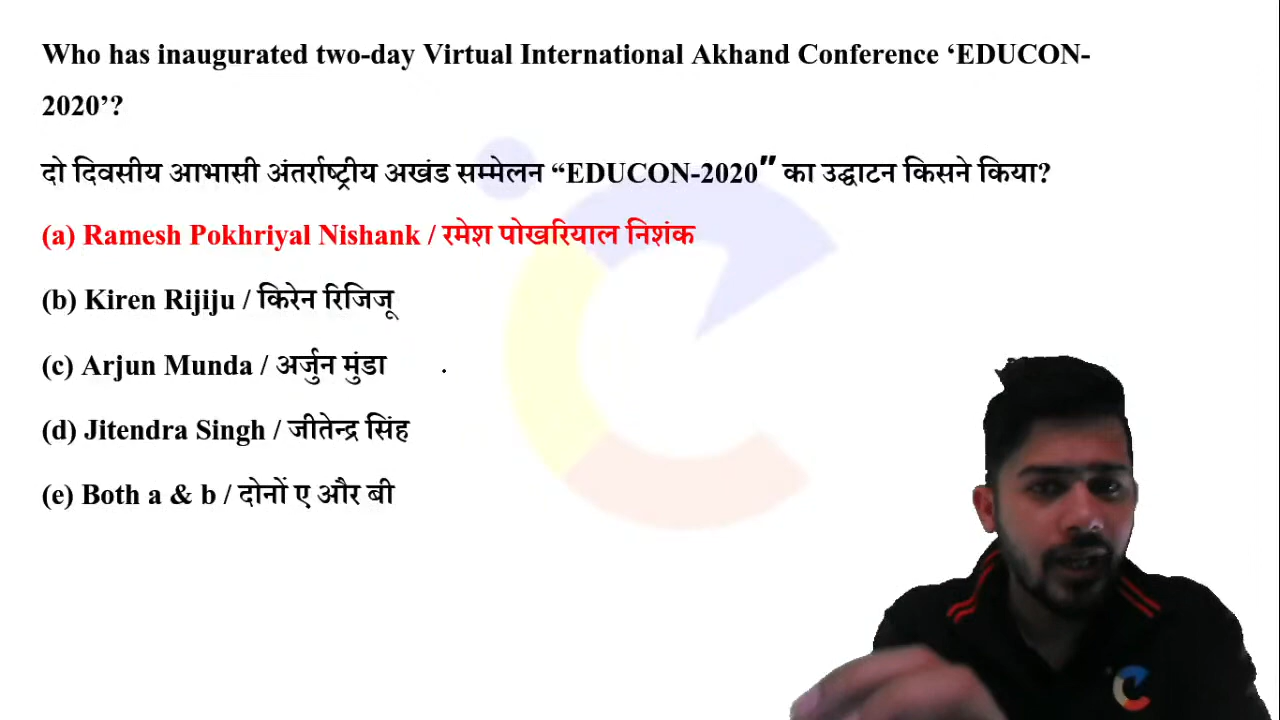 Who has inaugurated two-day Virtual International Akhand Conference ‘EDUCON-
2020’?
दो दिवसीय आभासी अंतर्राष्ट्रीय अखंड सम्मेलन “EDUCON-2020” का उद्घाटन किसने किया?
(a) Ramesh Pokhriyal Nishank / रमेश पोखरियाल निशंक
(b) Kiren Rijiju / किरेन रिजिजू
(c) Arjun Munda / अर्जुन मुंडा
(d) Jitendra Singh / जीतेन्द्र सिंह
(e) Both a & b / दोनों ए और बी